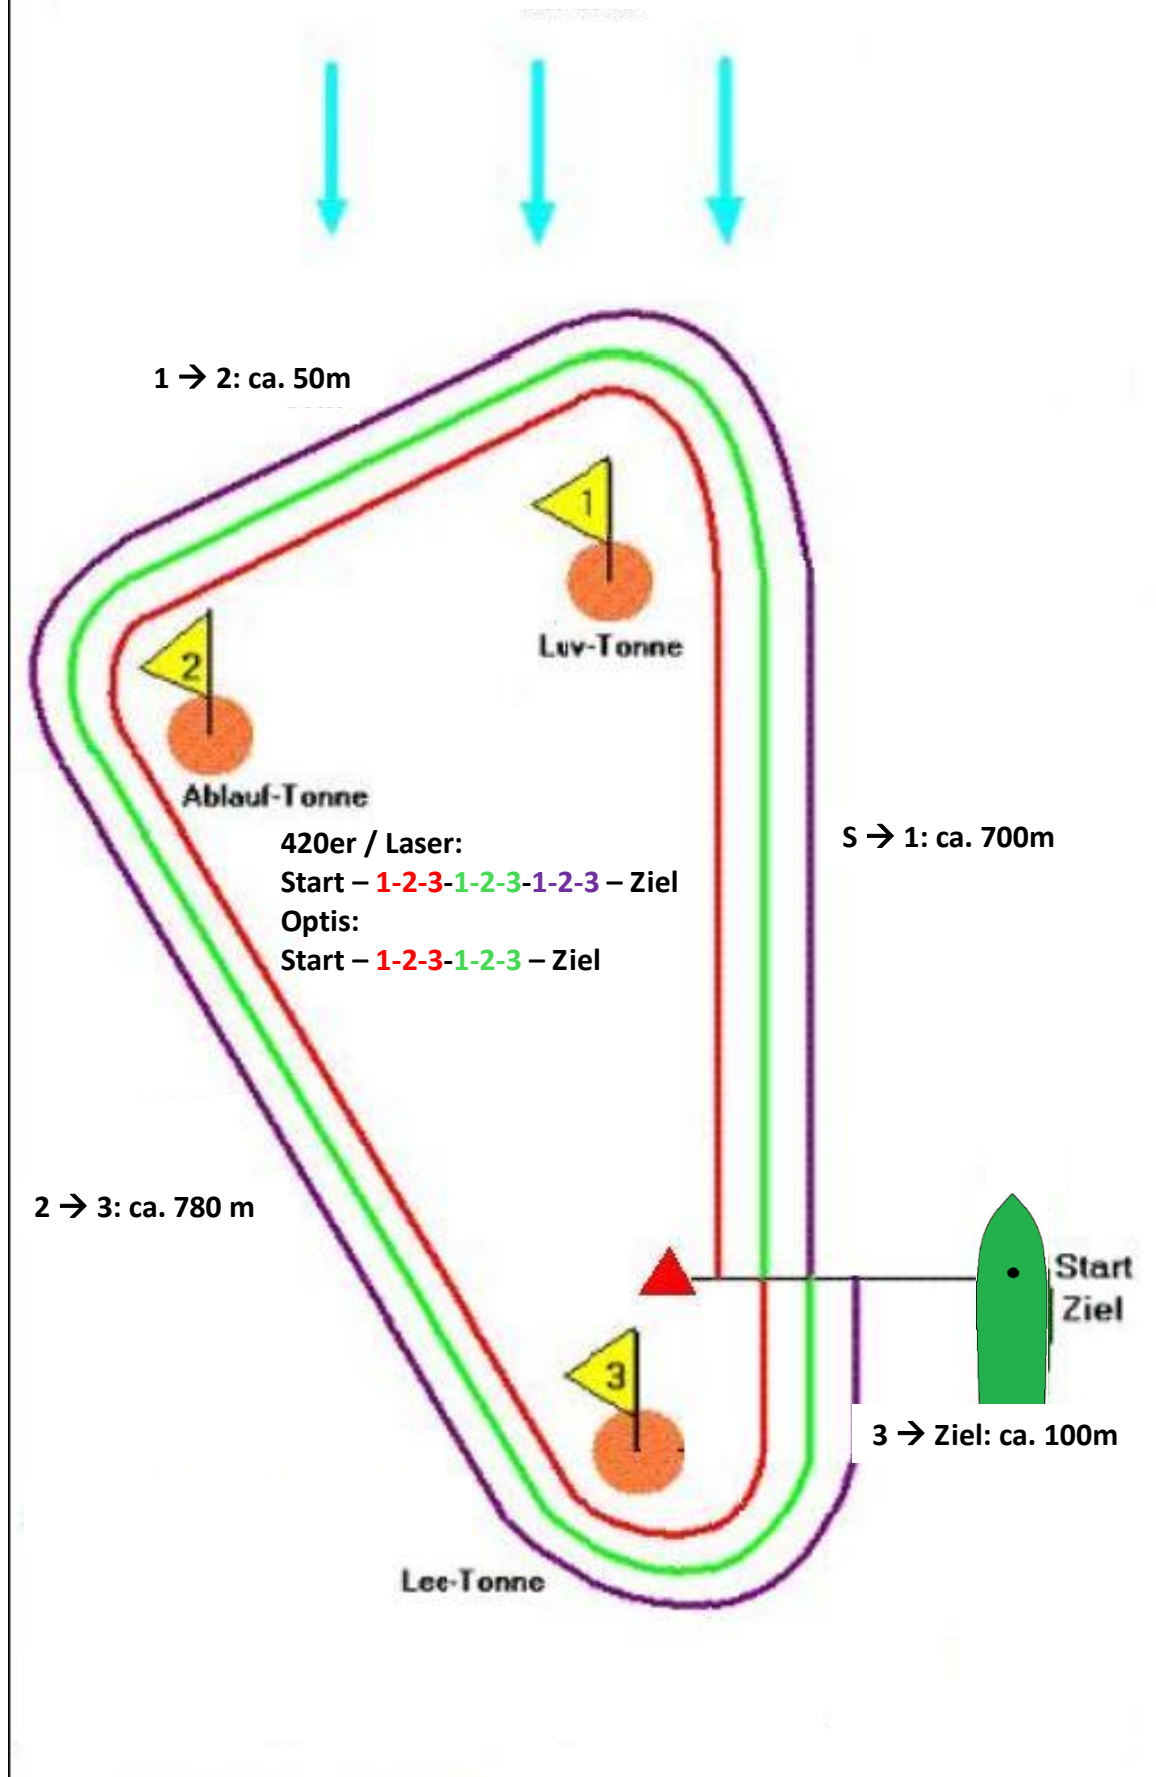 1 → 2: ca. 50m
1
Luv-Tonne
2
Ablauf-Tonne
420er / Laser:
Start – 1-2-3-1-2-3-1-2-3 – Ziel
Optis:
Start – 1-2-3-1-2-3 – Ziel
S → 1: ca. 700m
2 → 3: ca. 780 m
Start
Ziel
3
3 → Ziel: ca. 100m
Lee-Tonne